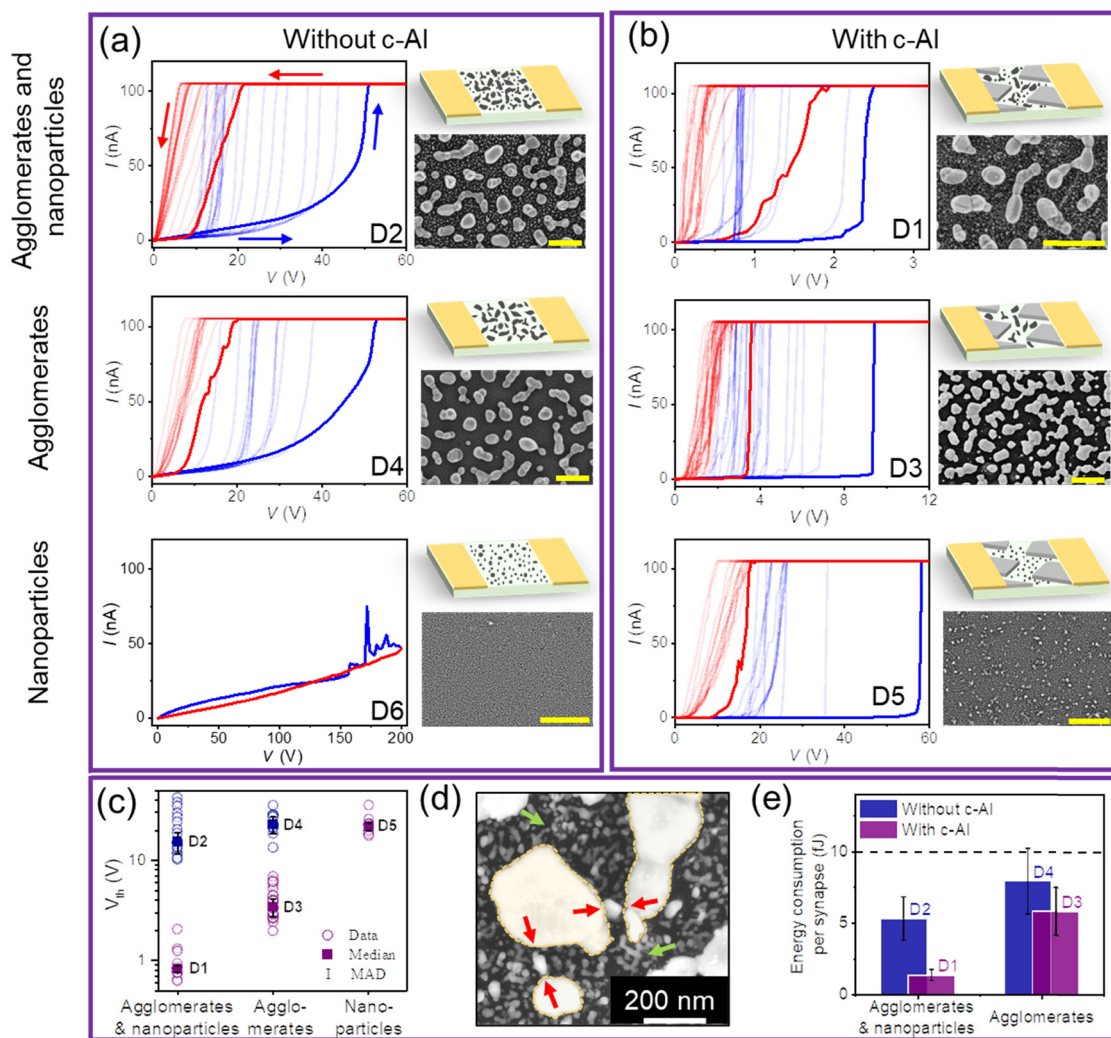 (a)
Without c-Al
(b)
With c-Al
Agglomerates and
nanoparticles
100
50
0
I (nA)
0
20
40
60
V (V)
D2
100
50
0
I (nA)
0
1
2
3
V (V)
D1
Agglomerates
100
50
0
I (nA)
0
20
40
60
V (V)
D4
100
50
0
I (nA)
0
4
8
12
V (V)
D3
Nanoparticles
100
50
0
I (nA)
0
50
100
150
200
V (V)
D6
100
50
0
I (nA)
0
20
40
60
V (V)
D5
(c)
V_th (V)
10
1
D2
D4
D5
D3
D1
Data
Median
I MAD
Agglomerates
& nanoparticles
Agglo-
merates
Nano-
particles
(d)
200 nm
(e)
Energy consumption
per synapse (fJ)
10
5
0
Without c-Al
With c-Al
D2
D1
D4
D3
Agglomerates
& nanoparticles
Agglomerates